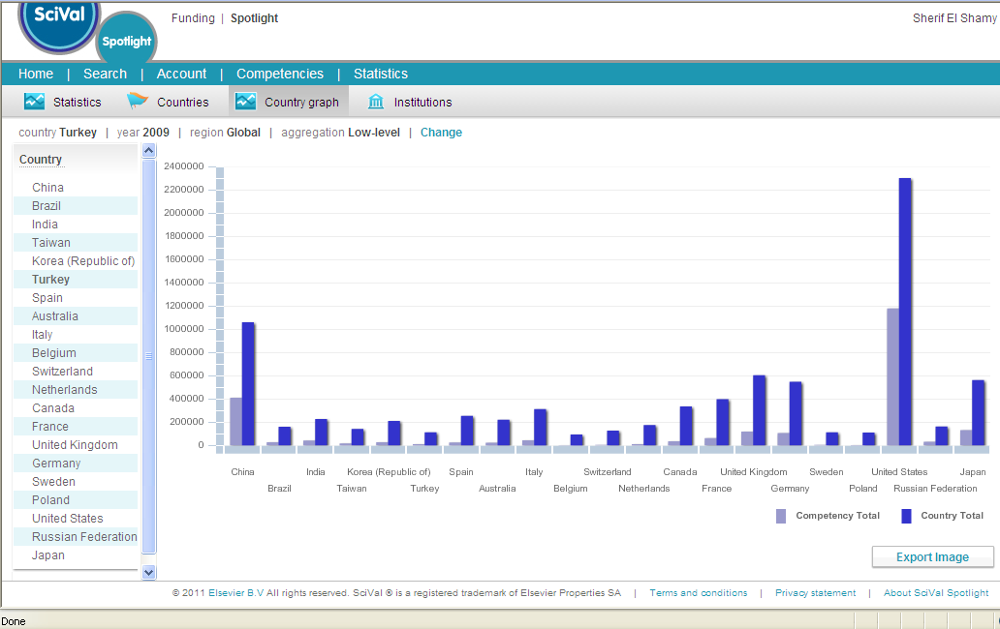 SciVal
Spotlight
Funding | Spotlight
Sherif El Shamy
Home | Search | Account | Competencies | Statistics
Statistics Countries Country graph Institutions
country Turkey | year 2009 | region Global | aggregation Low-level | Change
Country
China
Brazil
India
Taiwan
Korea (Republic of)
Turkey
Spain
Australia
Italy
Belgium
Switzerland
Netherlands
Canada
France
United Kingdom
Germany
Sweden
Poland
United States
Russian Federation
Japan
2400000
2200000
2000000
1800000
1600000
1400000
1200000
1000000
800000
600000
400000
200000
0
China India Korea (Republic of) Spain Italy Switzerland Canada United Kingdom Sweden United States Japan
Brazil Taiwan Turkey Australia Belgium Netherlands France Germany Poland Russian Federation
Competency Total Country Total
Export Image
© 2011 Elsevier B.V All rights reserved. SciVal ® is a registered trademark of Elsevier Properties SA | Terms and conditions | Privacy statement | About SciVal Spotlight
Done